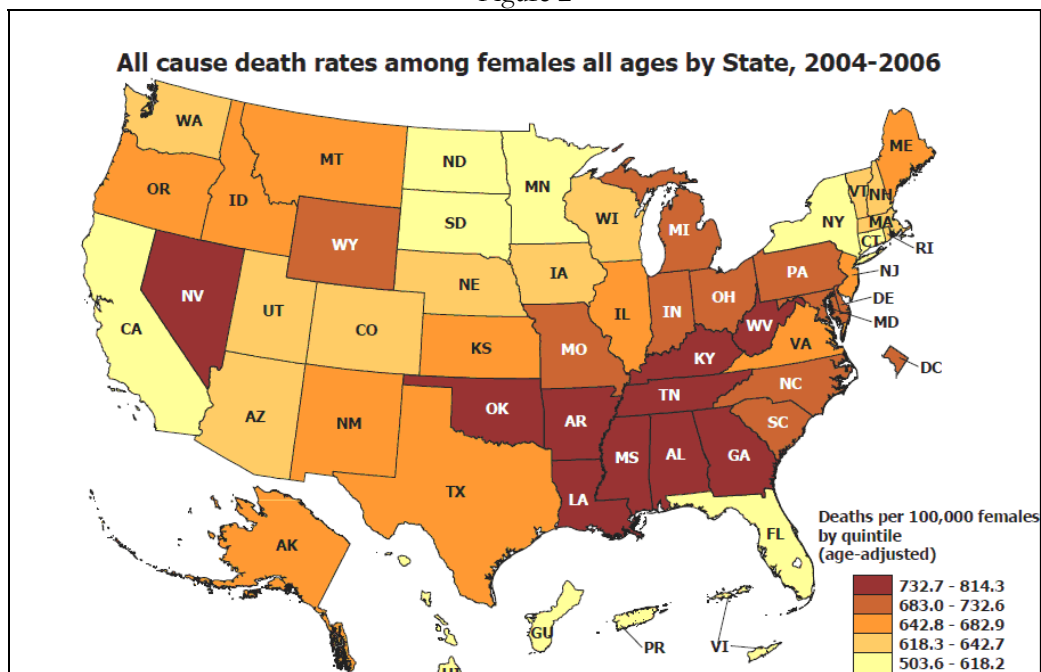 All cause death rates among females all ages by State, 2004-2006
WA
MT
ND
MN
ME
OR
ID
VT
NH
WI
SD
NY
MA
MI
WY
CT
RI
IA
PA
NJ
NE
NV
OH
DE
IL
IN
UT
WV
MD
CA
CO
VA
KS
MO
KY
DC
NC
TN
OK
AZ
NM
AR
SC
MS
AL
GA
TX
LA
Deaths per 100,000 females
by quintile
(age-adjusted)
FL
AK
732.7 - 814.3
683.0 - 732.6
GU
642.8 - 682.9
PR
VI
618.3 - 642.7
503.6 - 618.2